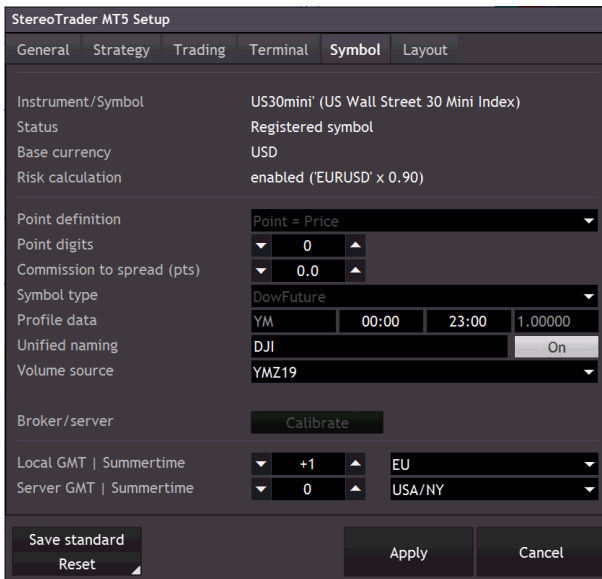 StereoTrader MT5 Setup
General Strategy Trading Terminal Symbol Layout
Instrument/Symbol US30mini' (US Wall Street 30 Mini Index)
Status Registered symbol
Base currency USD
Risk calculation enabled ('EURUSD' x 0.90)
Point definition Point = Price
Point digits 0
Commission to spread (pts) 0.0
Symbol type DowFuture
Profile data YM 00:00 23:00 1.00000
Unified naming DJI On
Volume source YMZ19
Broker/server Calibrate
Local GMT | Summertime +1 EU
Server GMT | Summertime 0 USA/NY
Save standard
Reset Apply Cancel